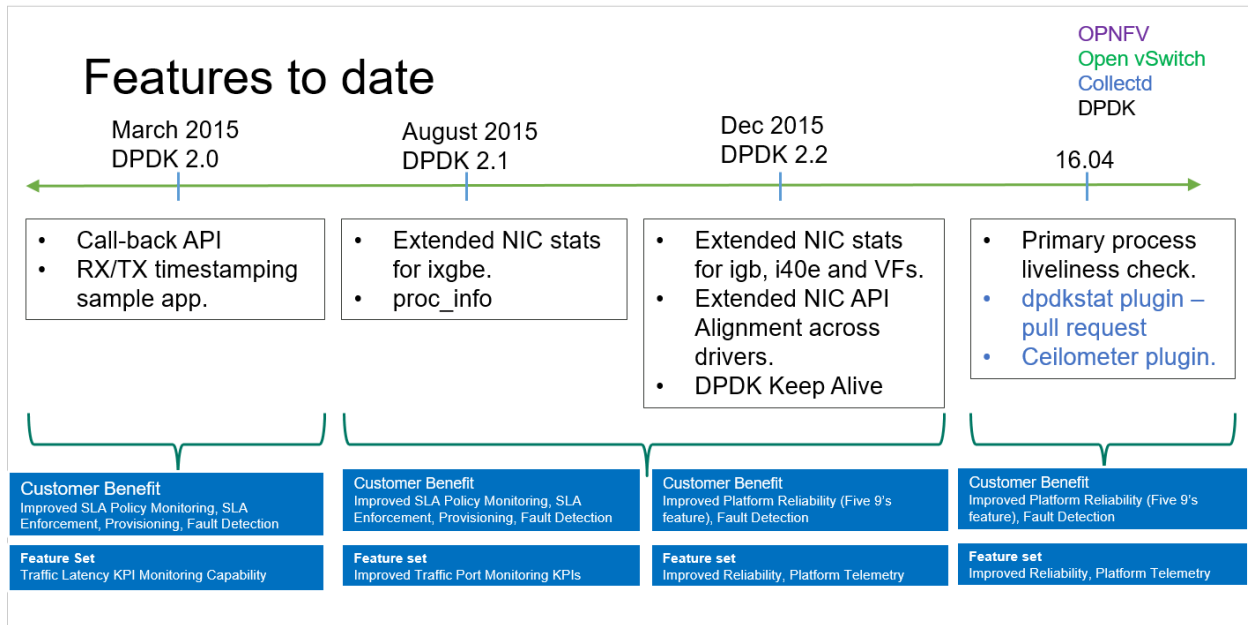 Features to date
OPNFV
Open vSwitch
Collectd
DPDK
March 2015
DPDK 2.0
August 2015
DPDK 2.1
Dec 2015
DPDK 2.2
16.04
• Call-back API
• RX/TX timestamping
sample app.
• Extended NIC stats
for ixgbe.
• proc_info
• Extended NIC stats
for igb, i40e and VFs.
• Extended NIC API
Alignment across
drivers.
• DPDK Keep Alive
• Primary process
liveliness check.
• dpdkstat plugin –
pull request
• Ceilometer plugin.
Customer Benefit
Improved SLA Policy Monitoring, SLA
Enforcement, Provisioning, Fault Detection
Customer Benefit
Improved SLA Policy Monitoring, SLA
Enforcement, Provisioning, Fault Detection
Customer Benefit
Improved Platform Reliability (Five 9's
feature), Fault Detection
Customer Benefit
Improved Platform Reliability (Five 9's
feature), Fault Detection
Feature Set
Traffic Latency KPI Monitoring Capability
Feature set
Improved Traffic Port Monitoring KPIs
Feature set
Improved Reliability, Platform Telemetry
Feature set
Improved Reliability, Platform Telemetry